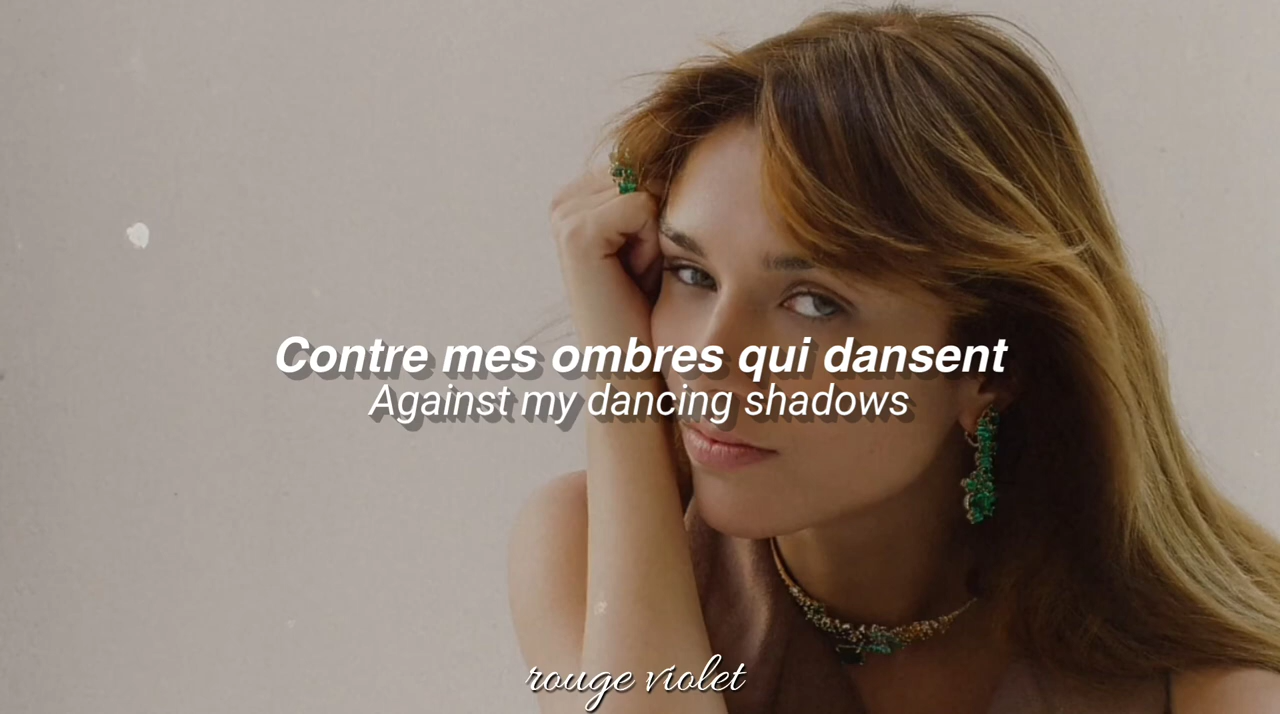 Contre mes ombres qui dansent
Against my dancing shadows
rouge violet